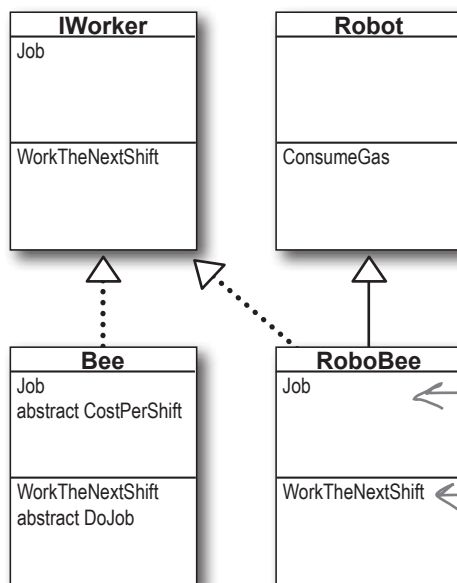 IWorker
Job
WorkTheNextShift
Robot
ConsumeGas
Bee
Job
abstract CostPerShift
WorkTheNextShift
abstract DoJob
RoboBee
Job
WorkTheNextShift